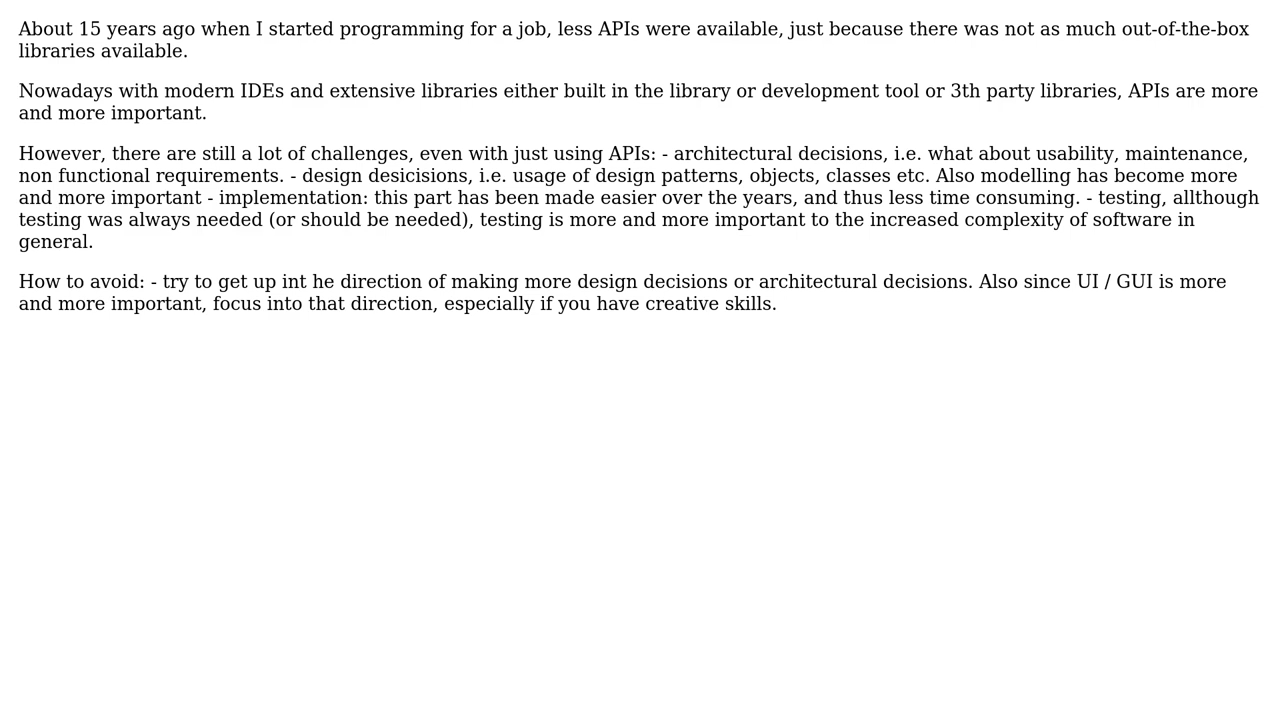 About 15 years ago when I started programming for a job, less APIs were available, just because there was not as much out-of-the-box
libraries available.
Nowadays with modern IDEs and extensive libraries either built in the library or development tool or 3th party libraries, APIs are more
and more important.
However, there are still a lot of challenges, even with just using APIs: - architectural decisions, i.e. what about usability, maintenance,
non functional requirements. - design desicisions, i.e. usage of design patterns, objects, classes etc. Also modelling has become more
and more important - implementation: this part has been made easier over the years, and thus less time consuming. - testing, allthough
testing was always needed (or should be needed), testing is more and more important to the increased complexity of software in
general.
How to avoid: - try to get up int he direction of making more design decisions or architectural decisions. Also since UI / GUI is more
and more important, focus into that direction, especially if you have creative skills.